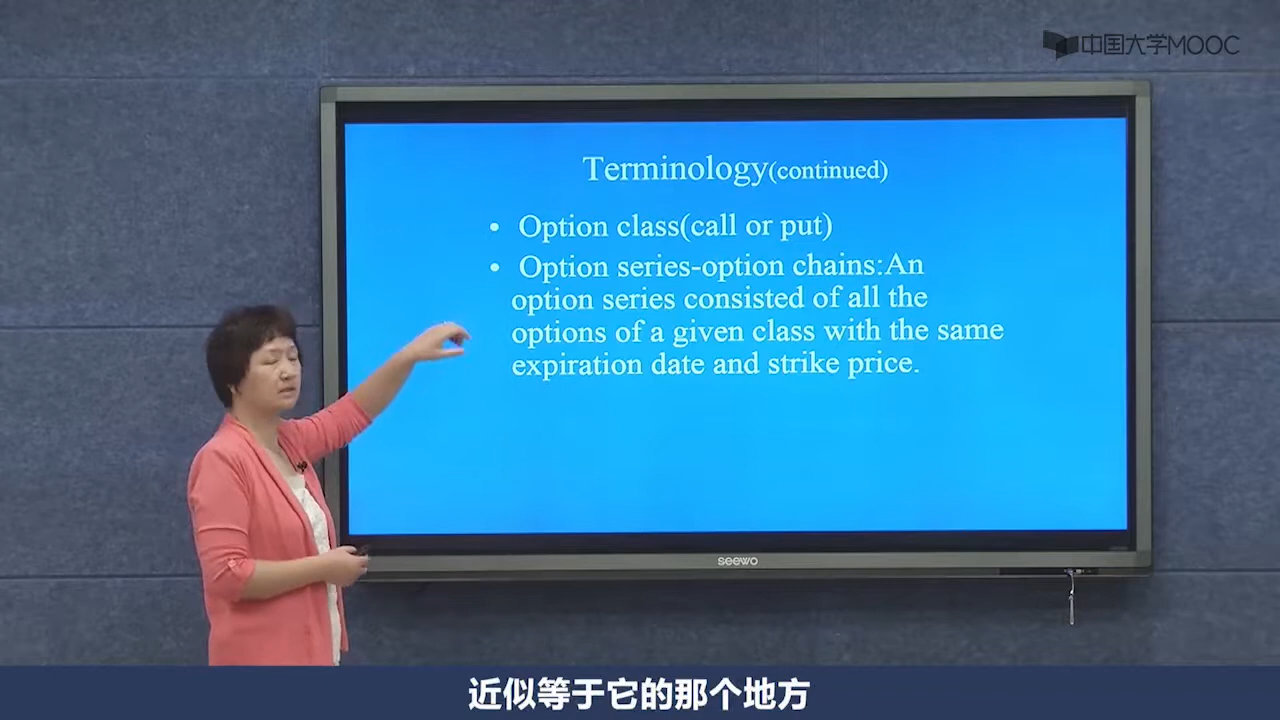 中国大学MOOC
Terminology(continued)
• Option class(call or put)
• Option series-option chains:An
option series consisted of all the
options of a given class with the same
expiration date and strike price.
seewo
近似等于它的那个地方